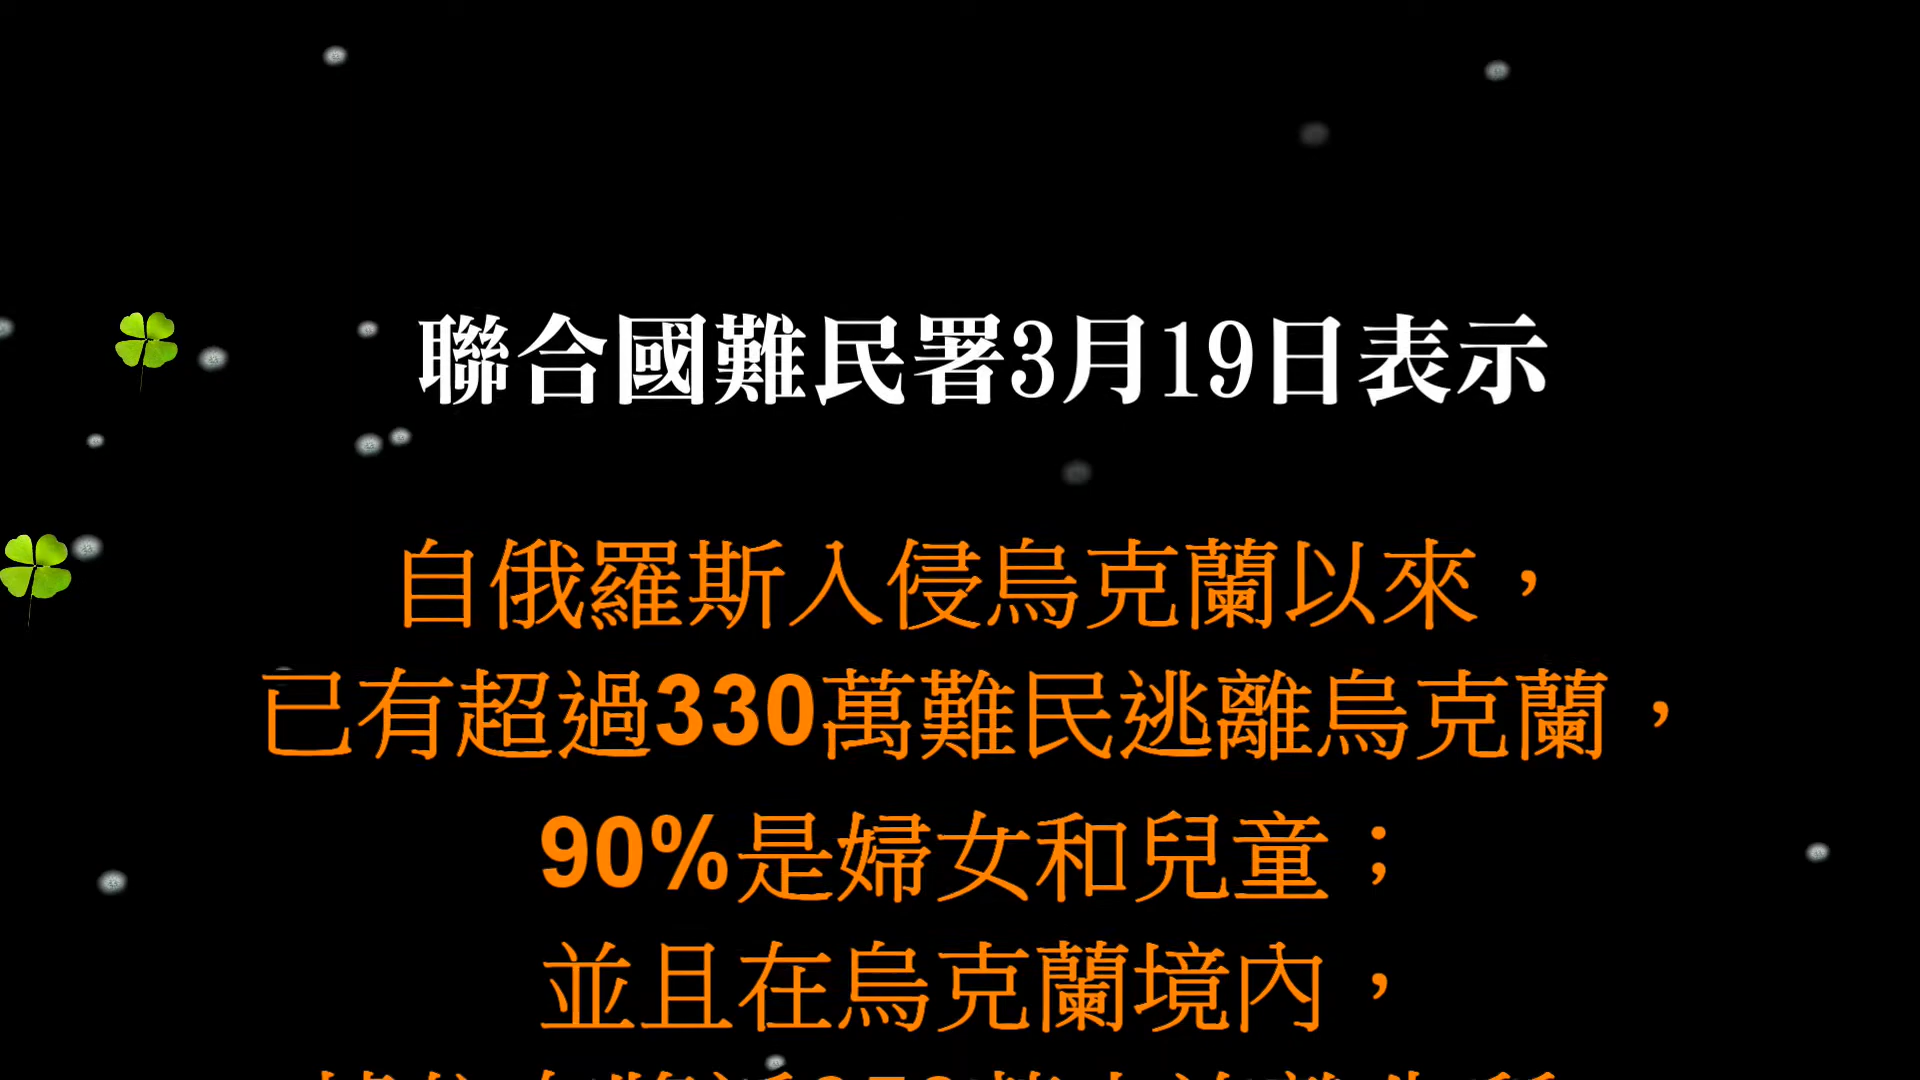 聯合國難民署3月19日表示
自俄羅斯入侵烏克蘭以來，
已有超過330萬難民逃離烏克蘭，
90%是婦女和兒童；
並且在烏克蘭境內，